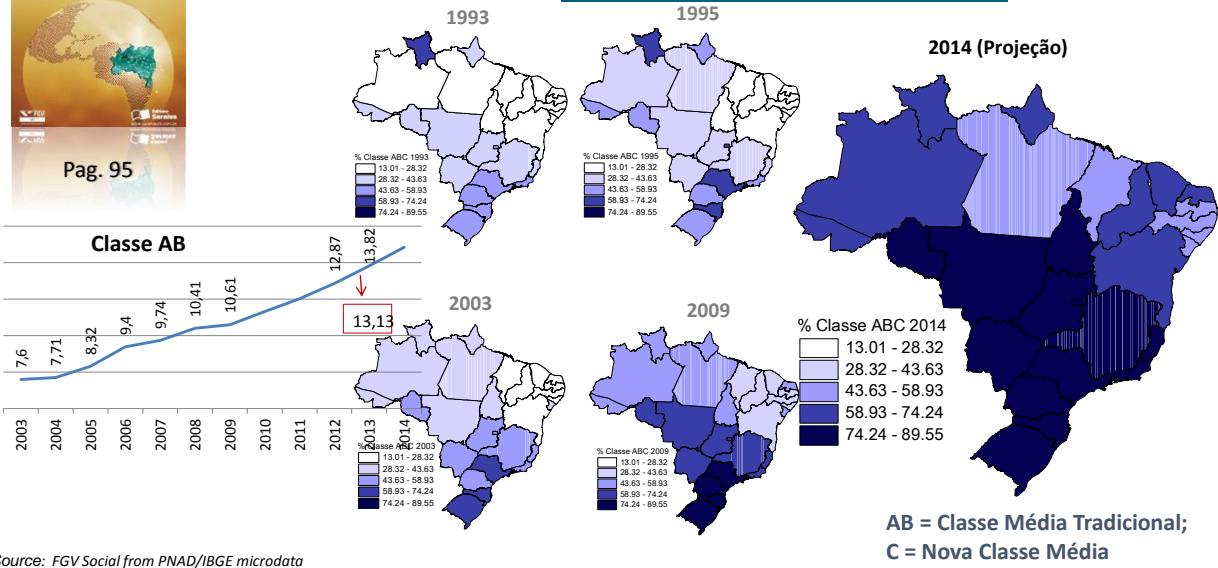 FGV
Editora
Saraiva
Pag. 95
1993
% Classe ABC 1993
13.01 - 28.32
28.32 - 43.63
43.63 - 58.93
58.93 - 74.24
74.24 - 89.55
1995
% Classe ABC 1995
13.01 - 28.32
28.32 - 43.63
43.63 - 58.93
58.93 - 74.24
74.24 - 89.55
2014 (Projeção)
% Classe ABC 2014
13.01 - 28.32
28.32 - 43.63
43.63 - 58.93
58.93 - 74.24
74.24 - 89.55
Classe AB
7,6
7,71
8,32
9,4
9,74
10,41
10,61
12,87
13,82
13,13
2003
2004
2005
2006
2007
2008
2009
2010
2011
2012
2013
2014
2003
% Classe ABC 2003
13.01 - 28.32
28.32 - 43.63
43.63 - 58.93
58.93 - 74.24
74.24 - 89.55
2009
% Classe ABC 2009
13.01 - 28.32
28.32 - 43.63
43.63 - 58.93
58.93 - 74.24
74.24 - 89.55
AB = Classe Média Tradicional;
C = Nova Classe Média
Source: FGV Social from PNAD/IBGE microdata